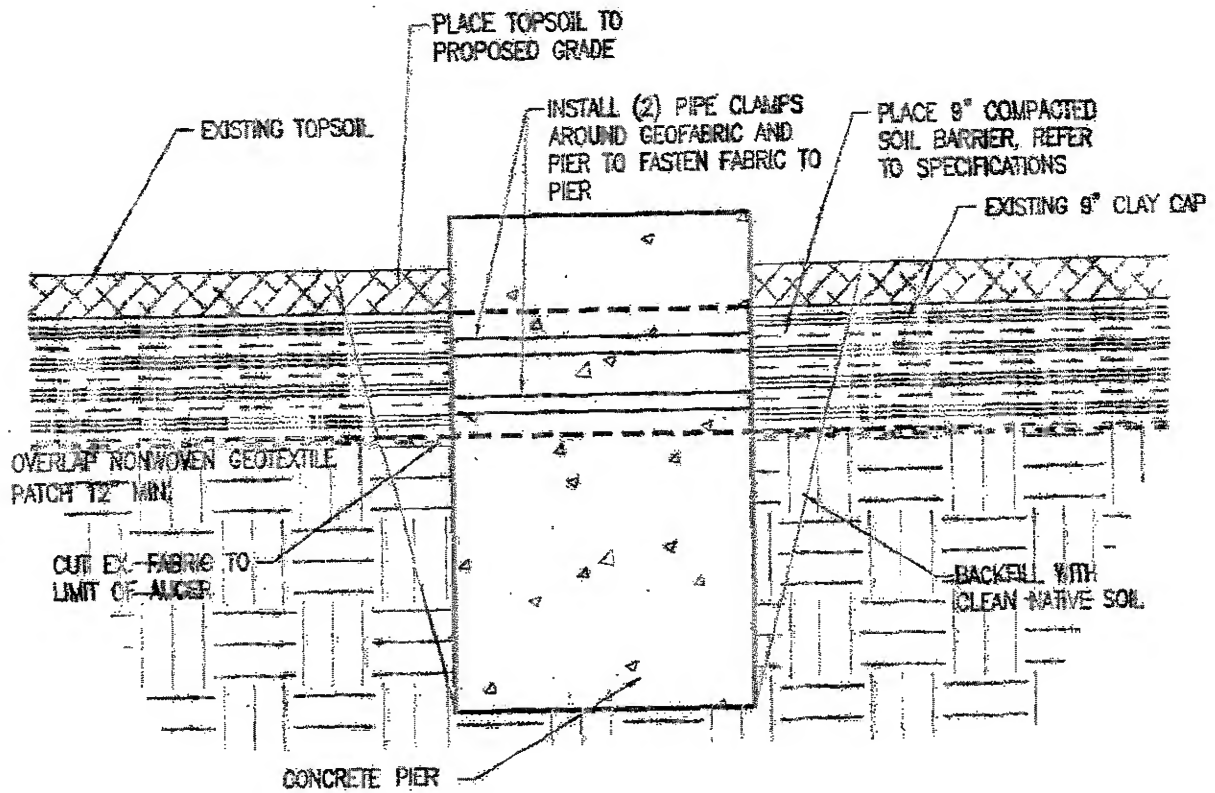 PLACE TOPSOIL TO
PROPOSED GRADE
EXISTING TOPSOIL
INSTALL (2) PIPE CLAMPS
AROUND GEOFABRIC AND
PIER TO FASTEN FABRIC TO
PIER
PLACE 9" COMPACTED
SOIL BARRIER, REFER
TO SPECIFICATIONS
EXISTING 9" CLAY CAP
OVERLAP NONWOVEN GEOTEXTILE
PATCH 12" MIN.
CUT EX. FABRIC TO
LIMIT OF AUGER
BACKFILL WITH
CLEAN NATIVE SOIL
CONCRETE PIER